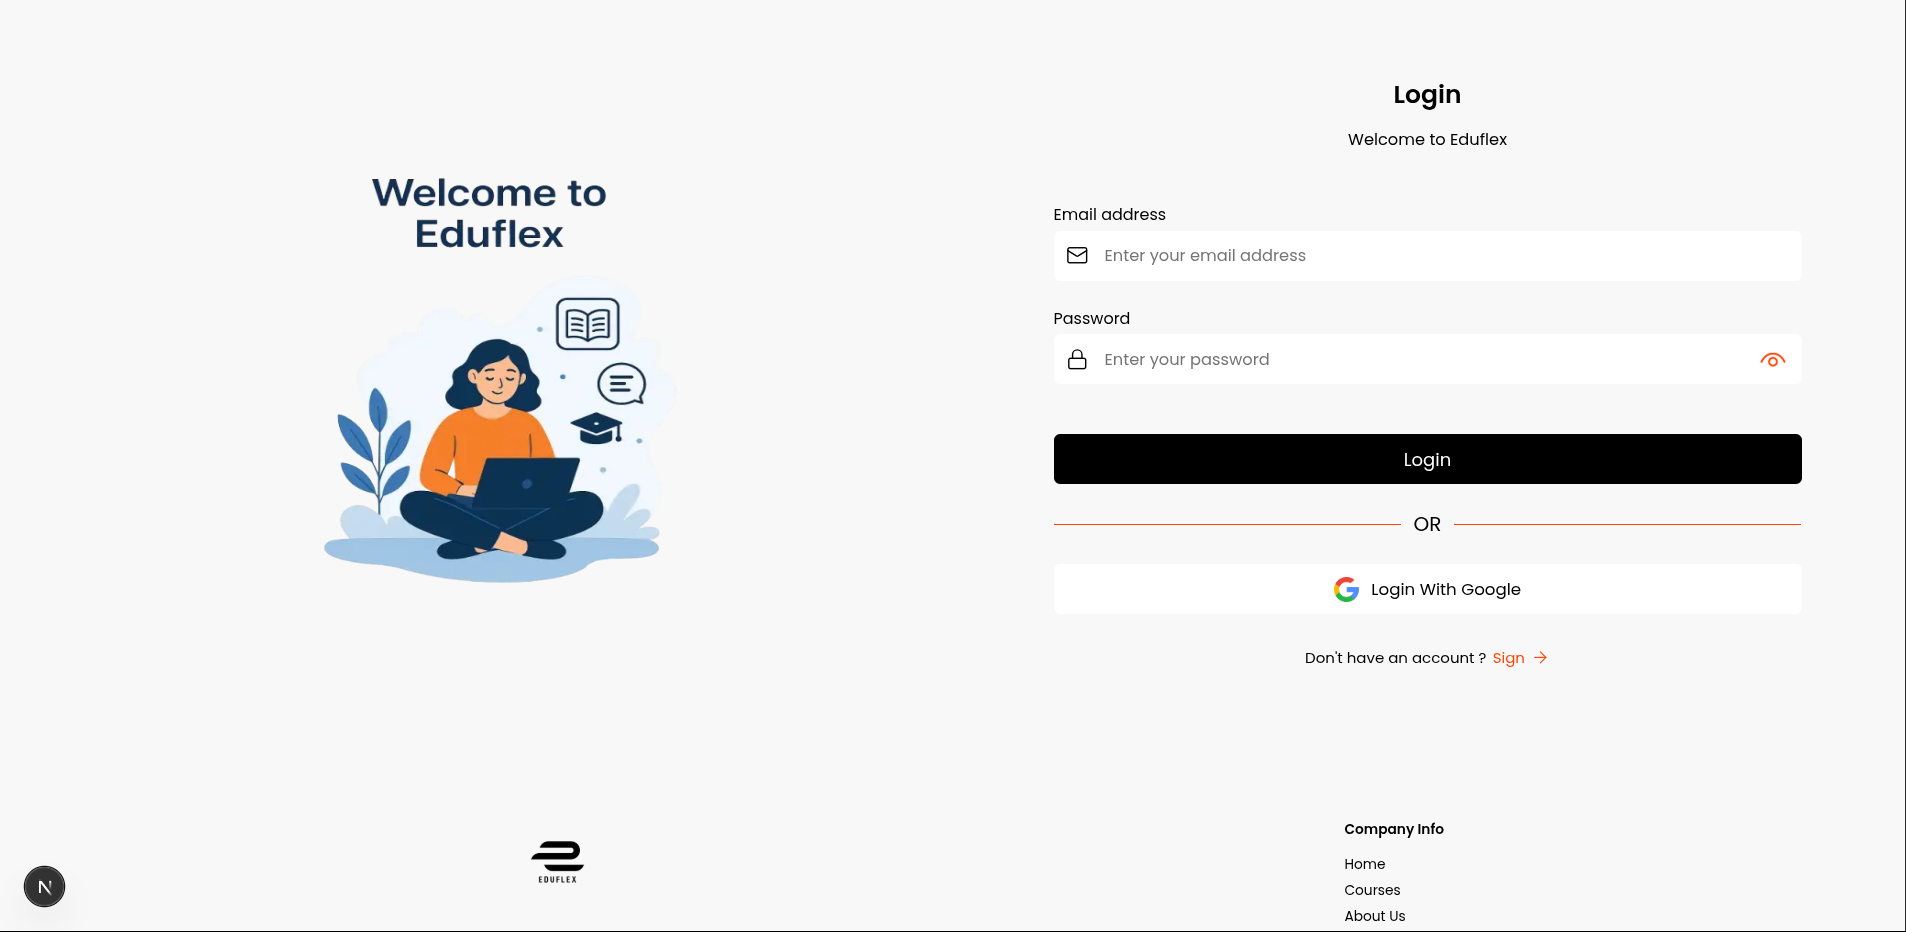 Welcome to
Eduflex
Login
Welcome to Eduflex
Email address
Enter your email address
Password
Enter your password
Login
OR
Login With Google
Don't have an account ? Sign
EDUFLEX
N
Company Info
Home
Courses
About Us